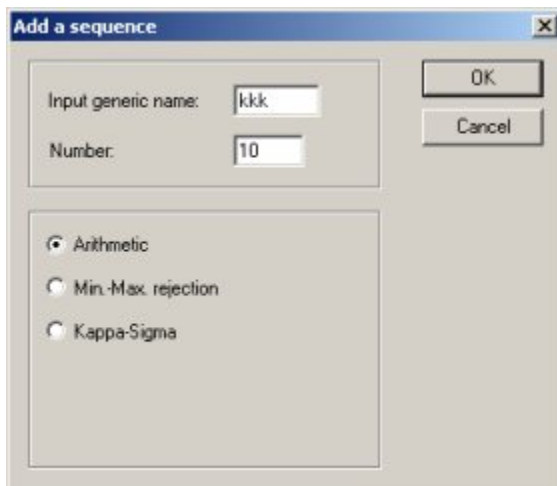 Add a sequence
Input generic name: kkk
Number: 10
OK
Cancel
Arithmetic
Min.-Max. rejection
Kappa-Sigma